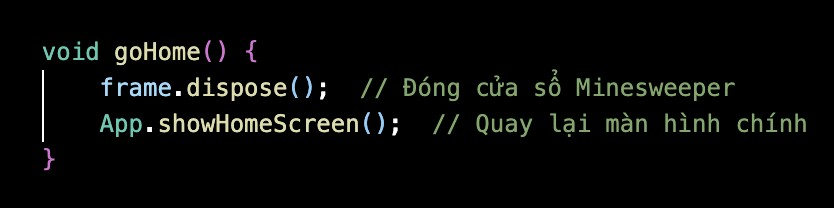 void goHome() {
    frame.dispose();  // Đóng cửa sổ Minesweeper
    App.showHomeScreen();  // Quay lại màn hình chính
}